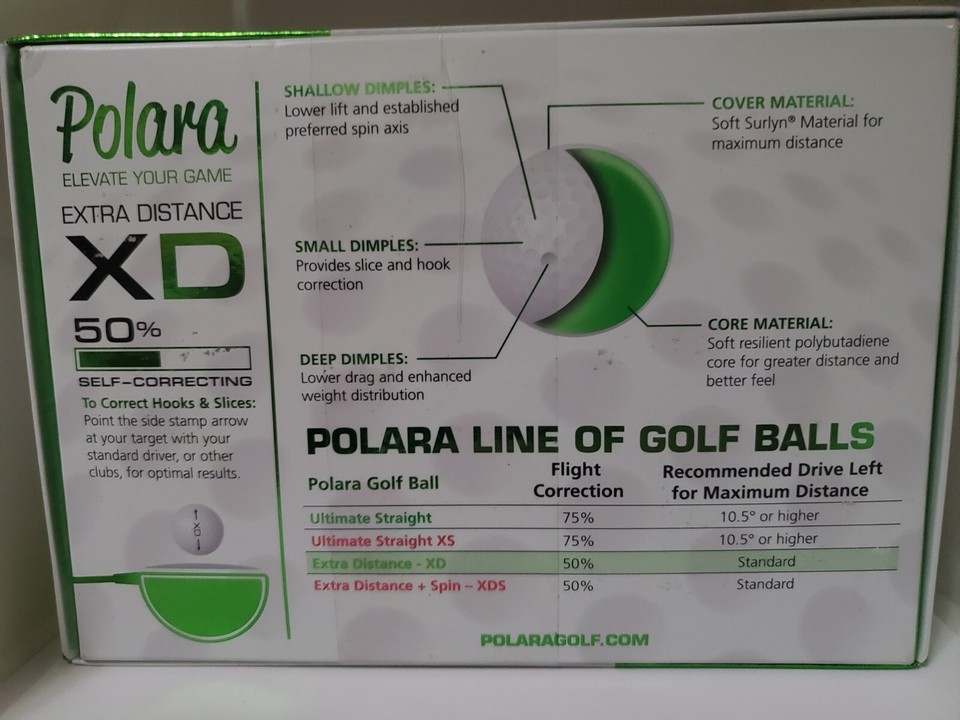 Polara
ELEVATE YOUR GAME
EXTRA DISTANCE
XD
50%
SELF-CORRECTING
To Correct Hooks & Slices:
Point the side stamp arrow
at your target with your
standard driver, or other
clubs, for optimal results.
XD
SHALLOW DIMPLES:
Lower lift and established
preferred spin axis
SMALL DIMPLES:
Provides slice and hook
correction
DEEP DIMPLES:
Lower drag and enhanced
weight distribution
COVER MATERIAL:
Soft Surlyn® Material for
maximum distance
CORE MATERIAL:
Soft resilient polybutadiene
core for greater distance and
better feel
POLARA LINE OF GOLF BALLS
Polara Golf Ball Flight Correction Recommended Drive Left for Maximum Distance
Ultimate Straight 75% 10.5° or higher
Ultimate Straight XS 75% 10.5° or higher
Extra Distance - XD 50% Standard
Extra Distance + Spin – XDS 50% Standard
POLARAGOLF.COM